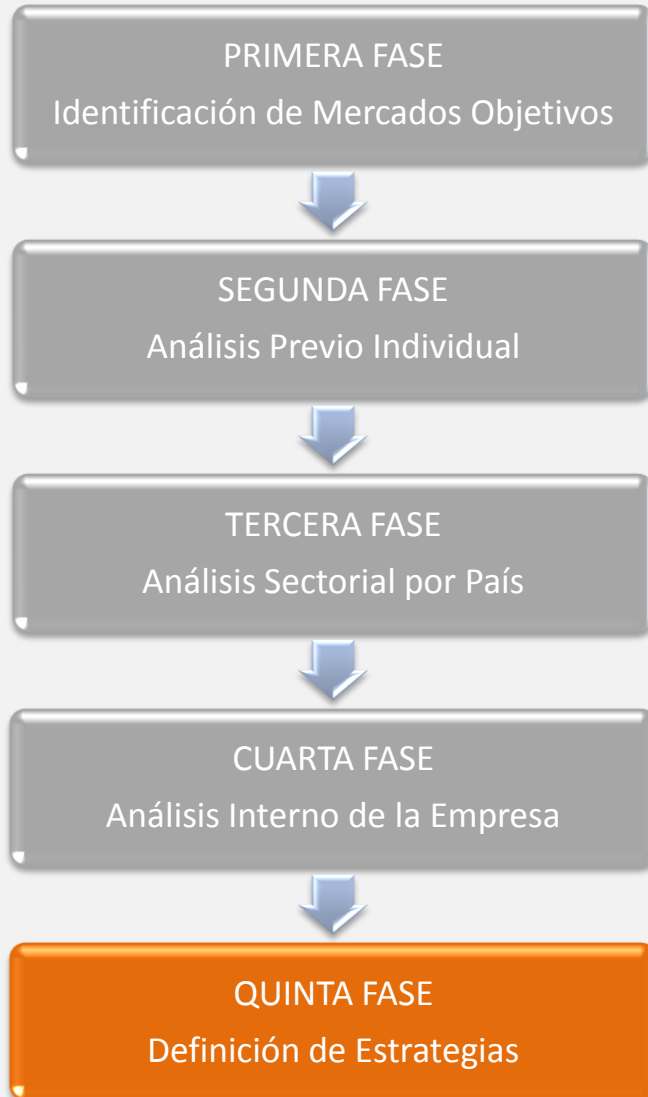 PRIMERA FASE
Identificación de Mercados Objetivos
SEGUNDA FASE
Análisis Previo Individual
TERCERA FASE
Análisis Sectorial por País
CUARTA FASE
Análisis Interno de la Empresa
QUINTA FASE
Definición de Estrategias